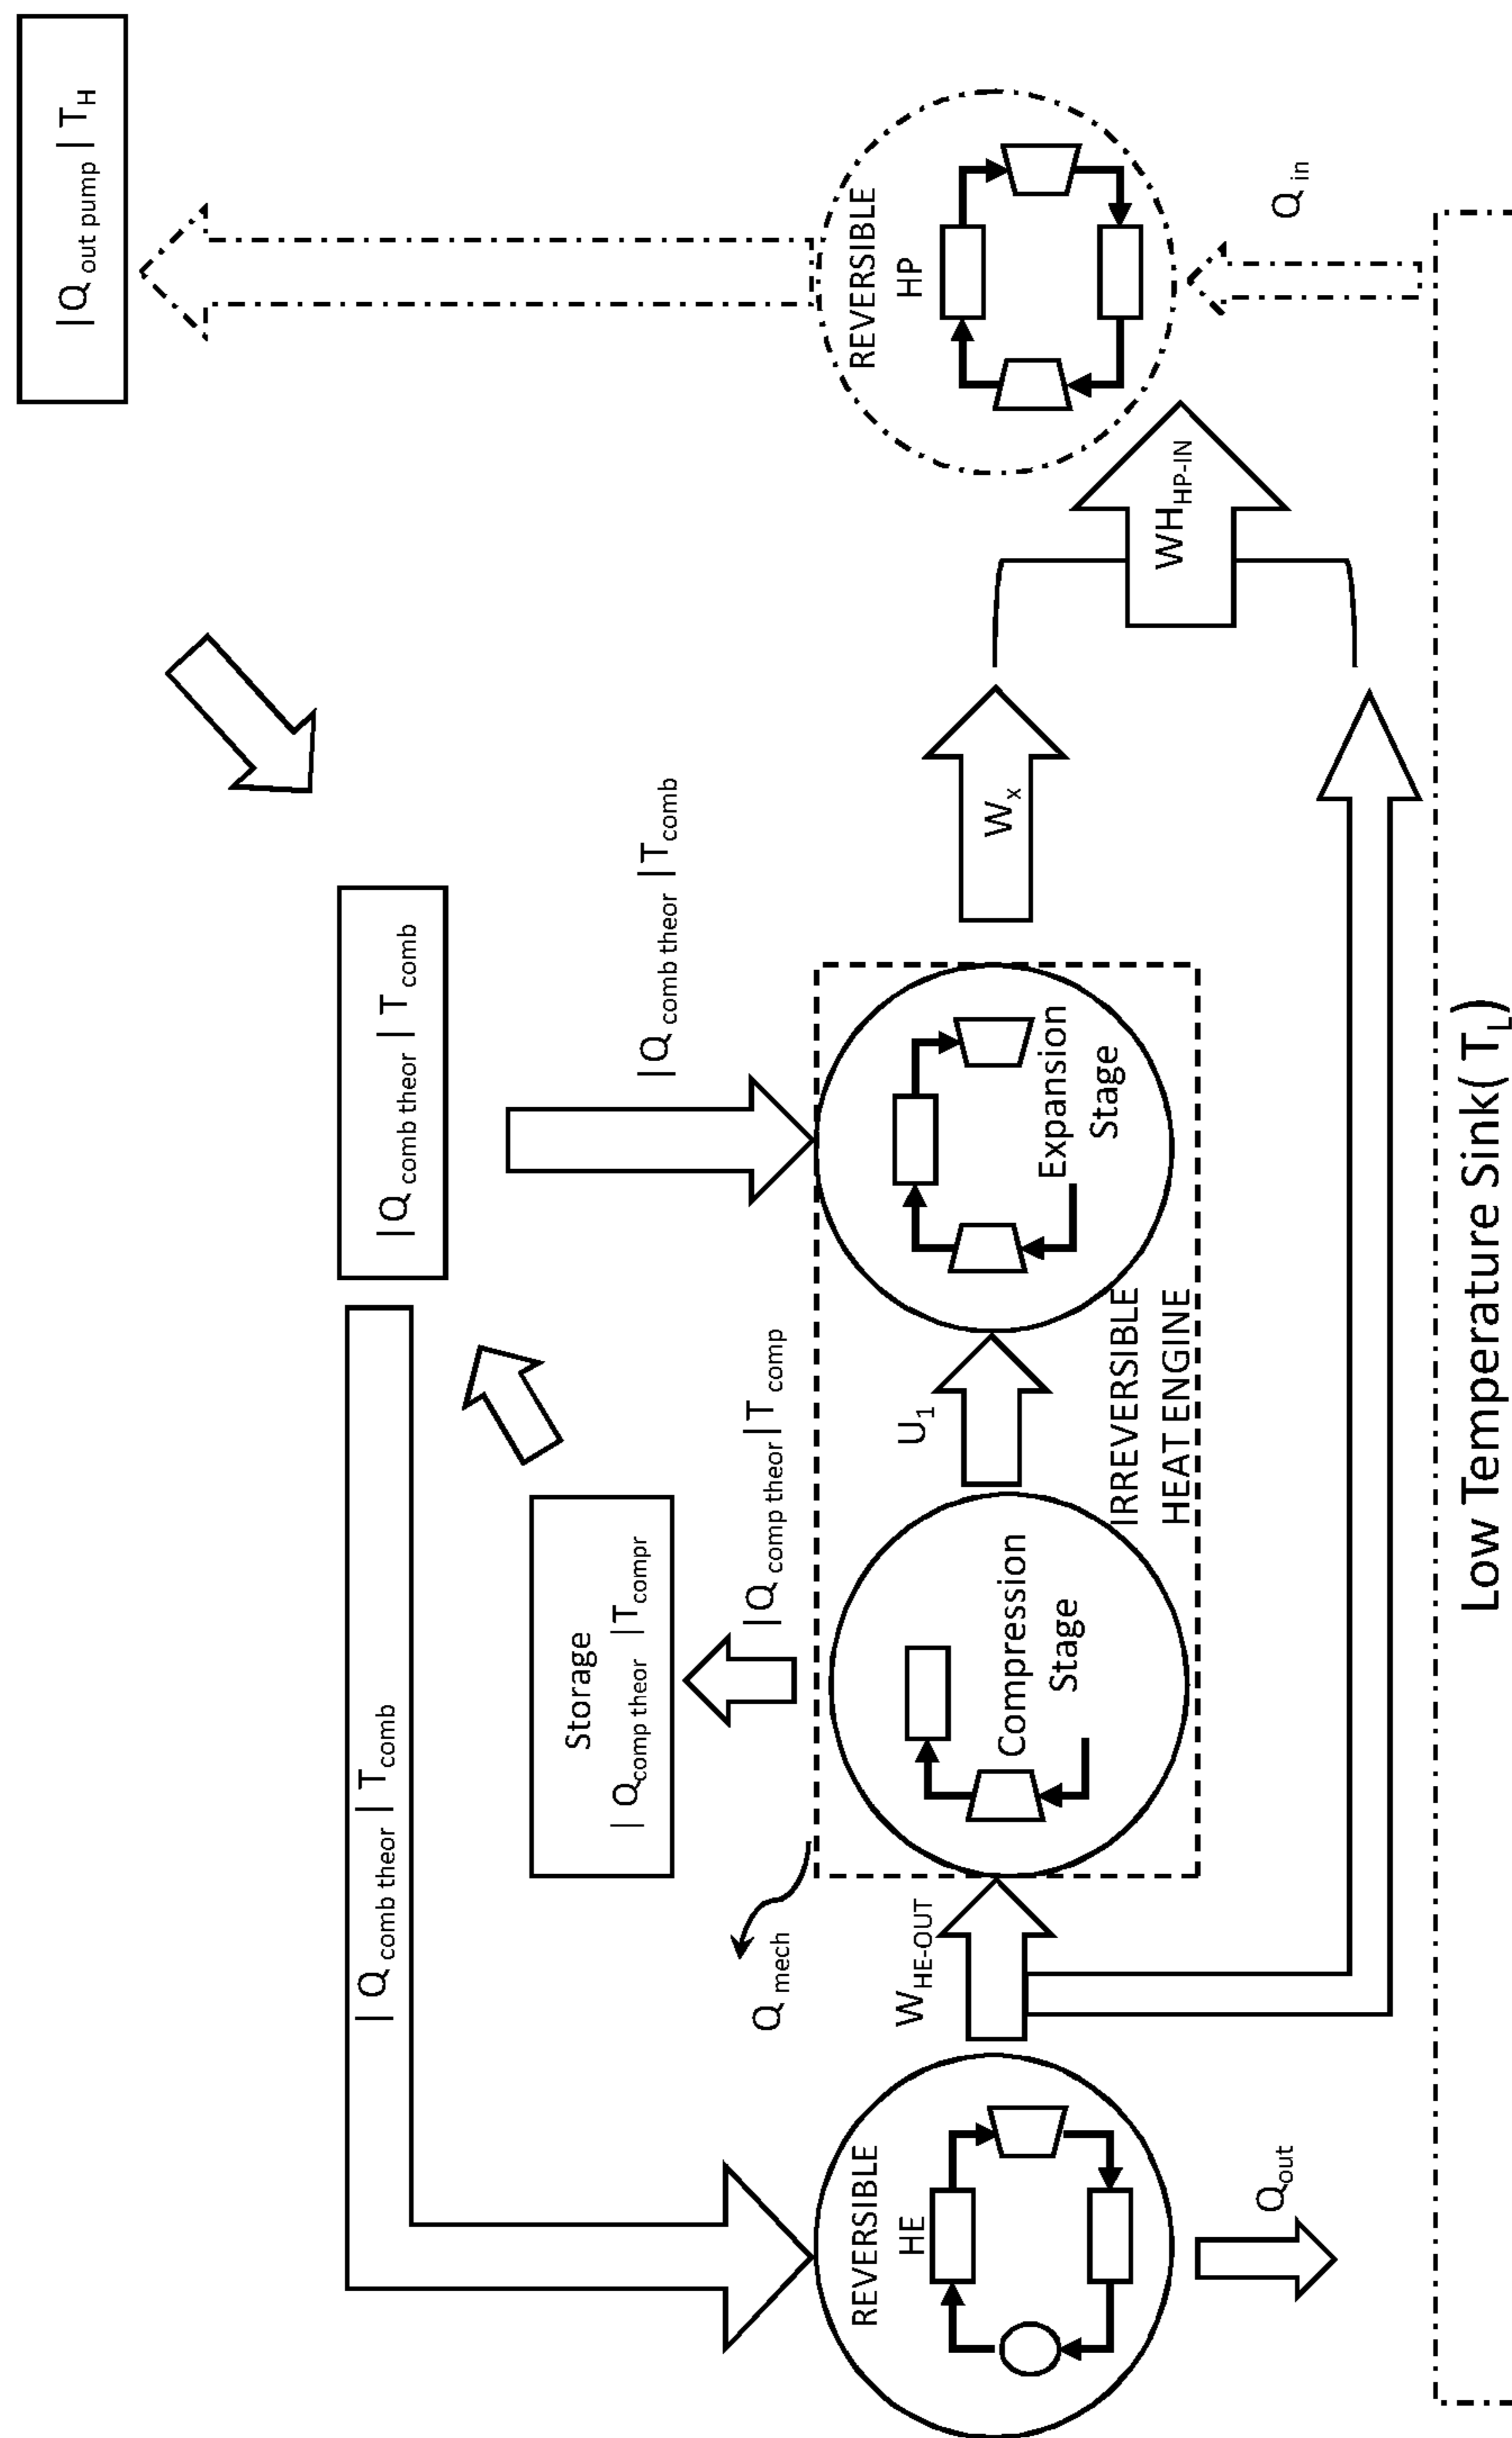 |Q out pump | T H
|Q comb theor | T comb
|Q comb theor | T comb
Storage
| Q comp theor | T compr
|Q comp theor | T comp
|Q comb theor | T comb
Q mech
REVERSIBLE
HE
W HE-OUT
Compression
Stage
U 1
Expansion
Stage
IRREVERSIBLE
HEAT ENGINE
W x
WH HP-IN
REVERSIBLE
HP
Q out
Q in
Low Temperature Sink( T L)